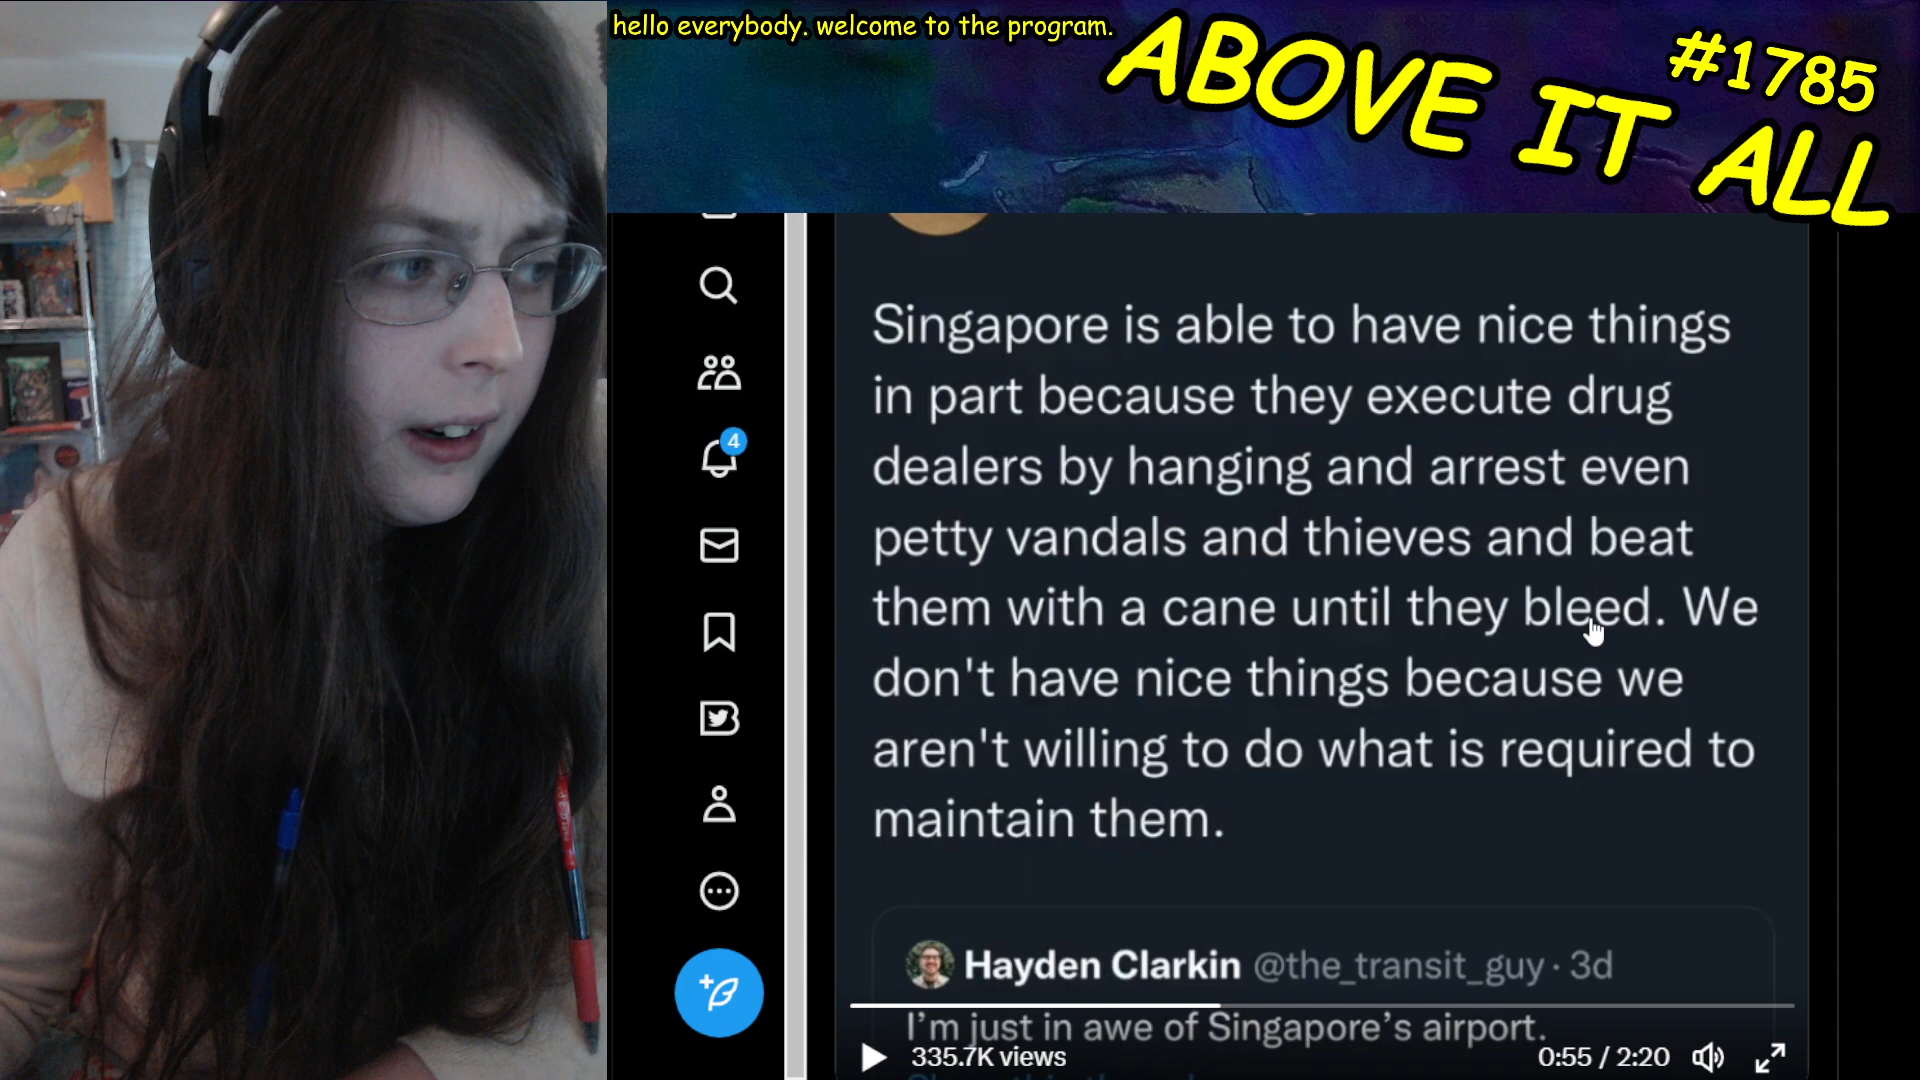 hello everybody. welcome to the program.
ABOVE IT ALL
#1785
Singapore is able to have nice things
in part because they execute drug
dealers by hanging and arrest even
petty vandals and thieves and beat
them with a cane until they bleed. We
don't have nice things because we
aren't willing to do what is required to
maintain them.
4
Hayden Clarkin @the_transit_guy · 3d
I'm just in awe of Singapore's airport.
335.7K views
0:55 / 2:20